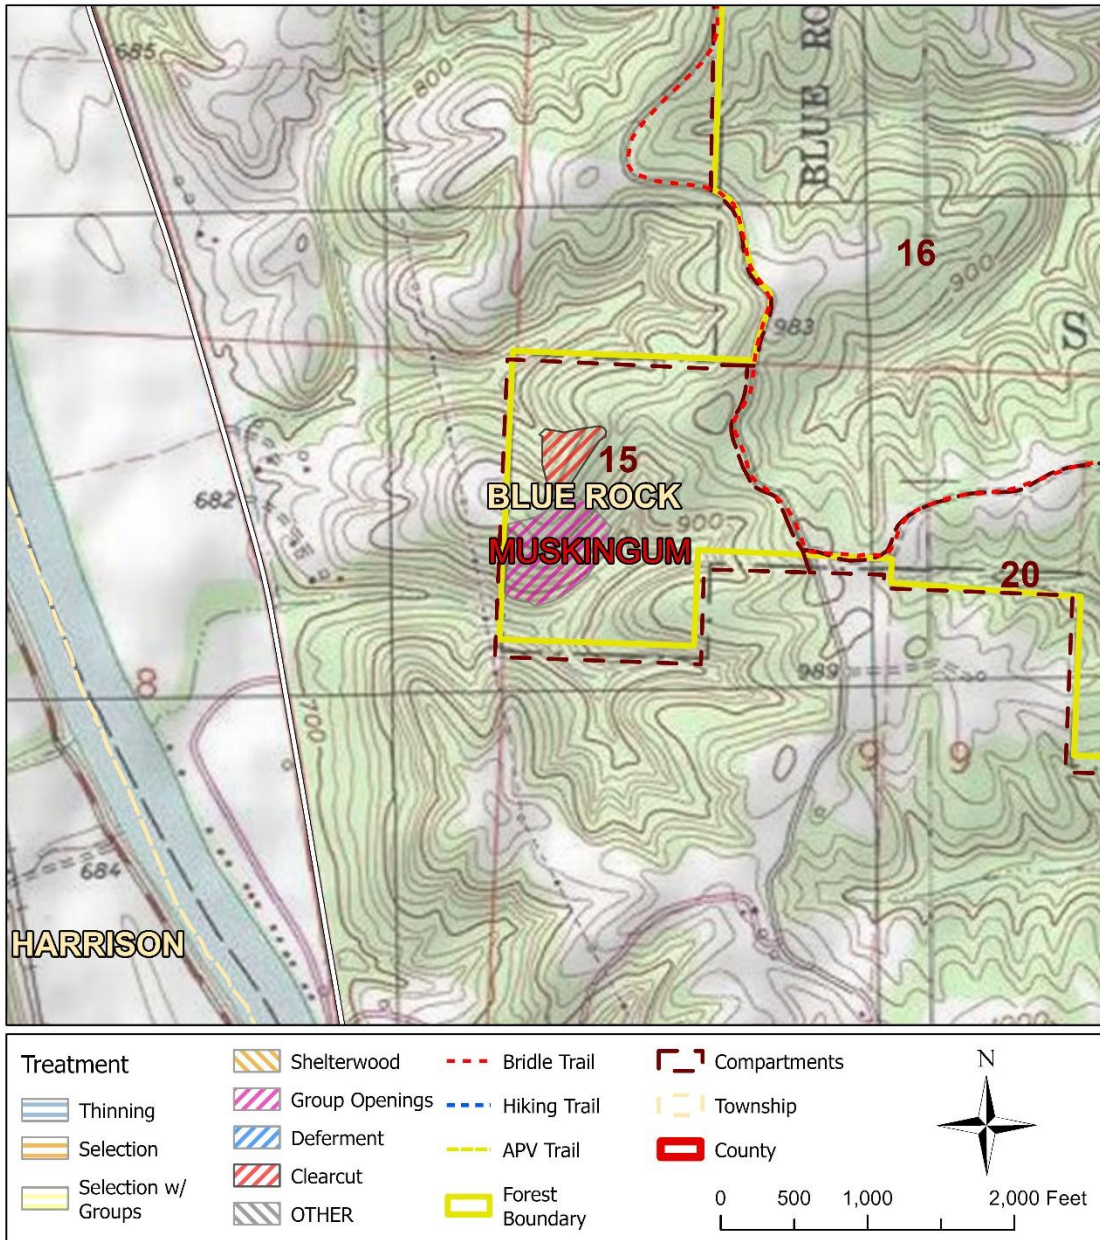 685
800
BLUE RO
16
900
983
S
15
BLUE ROCK
682
900
MUSKINGUM
20
8
989
700
9 9
684
HARRISON
Treatment
Thinning
Selection
Selection w/
Groups
Shelterwood
Group Openings
Deferment
Clearcut
OTHER
Bridle Trail
Hiking Trail
APV Trail
Forest
Boundary
Compartments
Township
County
N
0 500 1,000 2,000 Feet